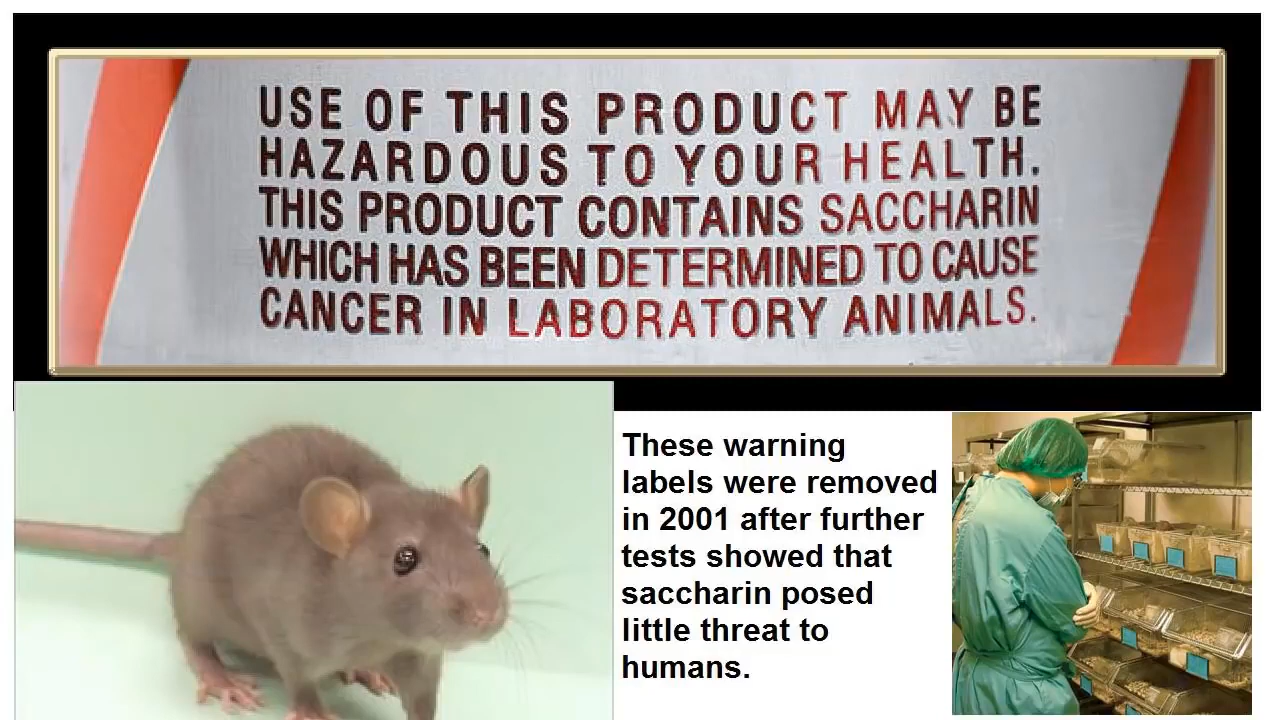 USE OF THIS PRODUCT MAY BE
HAZARDOUS TO YOUR HEALTH.
THIS PRODUCT CONTAINS SACCHARIN
WHICH HAS BEEN DETERMINED TO CAUSE
CANCER IN LABORATORY ANIMALS.
These warning
labels were removed
in 2001 after further
tests showed that
saccharin posed
little threat to
humans.